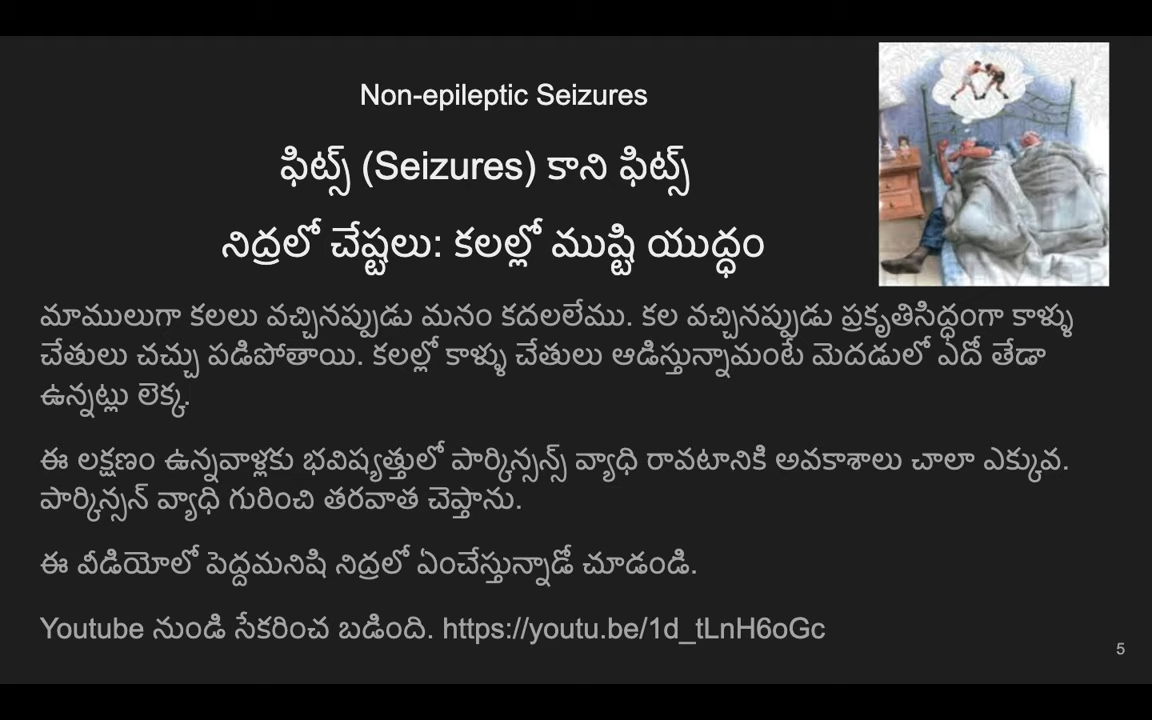 Non-epileptic Seizures
ఫిట్స్ (Seizures) కాని ఫిట్స్
నిద్రలో చేష్టలు: కలల్లో ముష్టి యుద్ధం
మాములుగా కలలు వచ్చినప్పుడు మనం కదలలేము. కల వచ్చినప్పుడు ప్రకృతిసిద్ధంగా కాళ్ళు
చేతులు చచ్చు పడిపోతాయి. కలల్లో కాళ్ళు చేతులు ఆడిస్తున్నామంటే మెదడులో ఎదో తేడా
ఉన్నట్లు లెక్క.
ఈ లక్షణం ఉన్నవాళ్లకు భవిష్యత్తులో పార్కిన్సన్స్ వ్యాధి రావటానికి అవకాశాలు చాలా ఎక్కువ.
పార్కిన్సన్ వ్యాధి గురించి తరవాత చెప్తాను.
ఈ వీడియోలో పెద్దమనిషి నిద్రలో ఏంచేస్తున్నాడో చూడండి.
Youtube నుండి సేకరించ బడింది. https://youtu.be/1d_tLnH6oGc
5